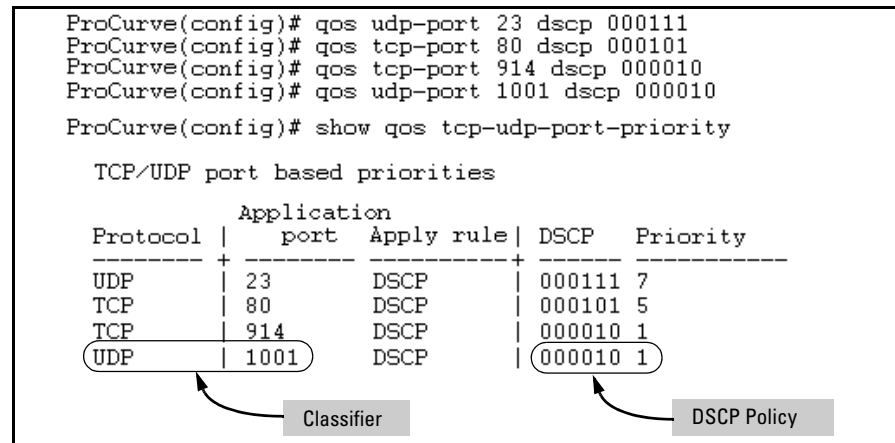 ProCurve(config)# qos udp-port 23 dscp 000111
ProCurve(config)# qos tcp-port 80 dscp 000101
ProCurve(config)# qos tcp-port 914 dscp 000010
ProCurve(config)# qos udp-port 1001 dscp 000010
ProCurve(config)# show qos tcp-udp-port-priority
TCP/UDP port based priorities
Application
Protocol | port Apply rule| DSCP Priority
-------- + -------- -----------+ ------ -----------
UDP | 23 DSCP | 000111 7
TCP | 80 DSCP | 000101 5
TCP | 914 DSCP | 000010 1
UDP | 1001 DSCP | 000010 1
Classifier
DSCP Policy